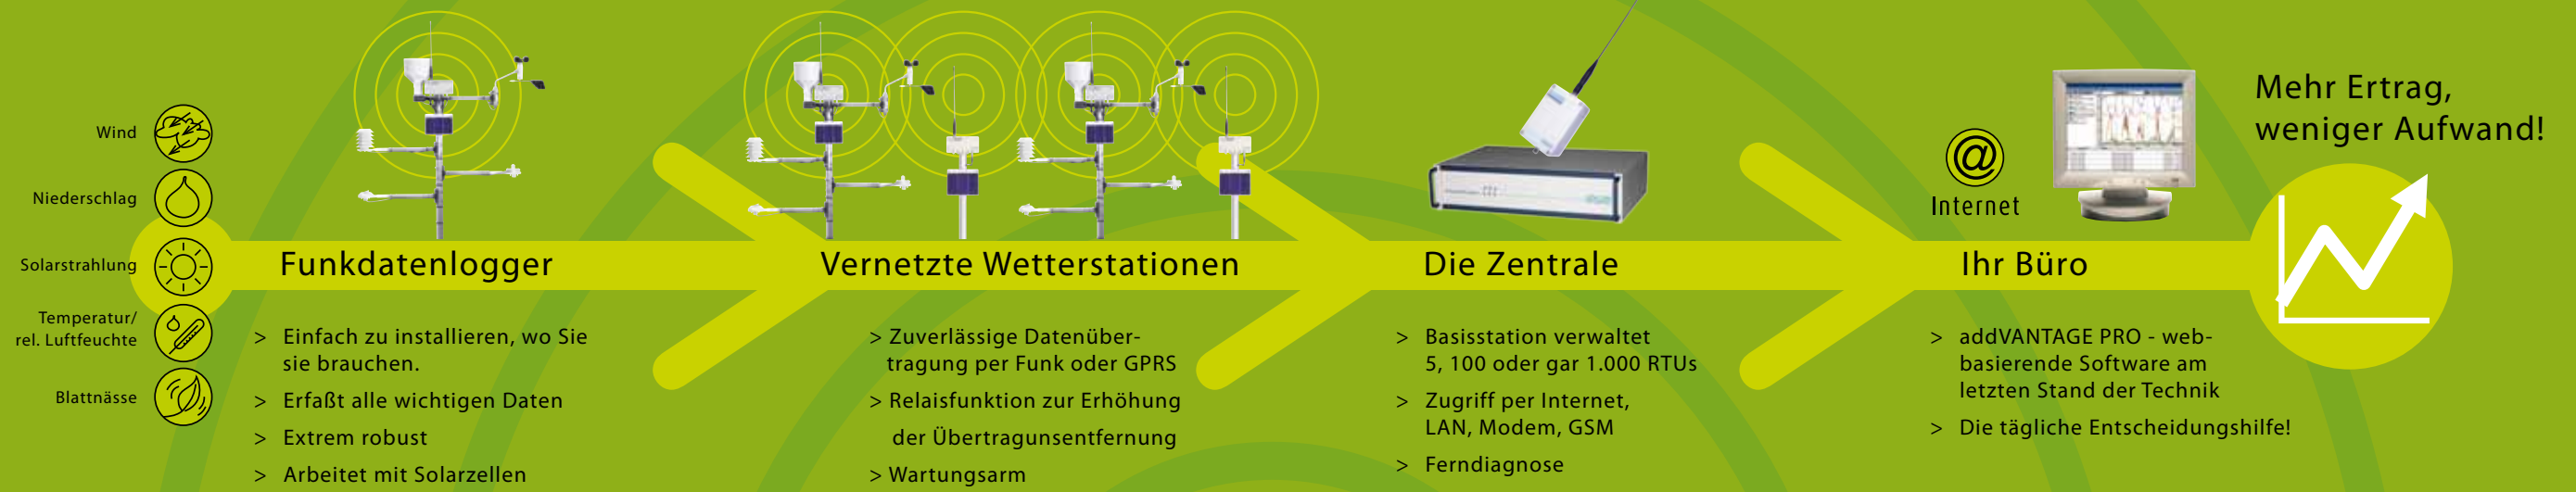 Wind
Niederschlag
Solarstrahlung
Temperatur/
rel. Luftfeuchte
Blattnässe
Funkdatenlogger
> Einfach zu installieren, wo Sie
sie brauchen.
> Erfaßt alle wichtigen Daten
> Extrem robust
> Arbeitet mit Solarzellen
Vernetzte Wetterstationen
> Zuverlässige Datenüber-
tragung per Funk oder GPRS
> Relaisfunktion zur Erhöhung
der Übertragunsentfernung
> Wartungsarm
Die Zentrale
> Basisstation verwaltet
5, 100 oder gar 1.000 RTUs
> Zugriff per Internet,
LAN, Modem, GSM
> Ferndiagnose
@
Internet
Ihr Büro
> addVANTAGE PRO - web-
basierende Software am
letzten Stand der Technik
> Die tägliche Entscheidungshilfe!
Mehr Ertrag,
weniger Aufwand!